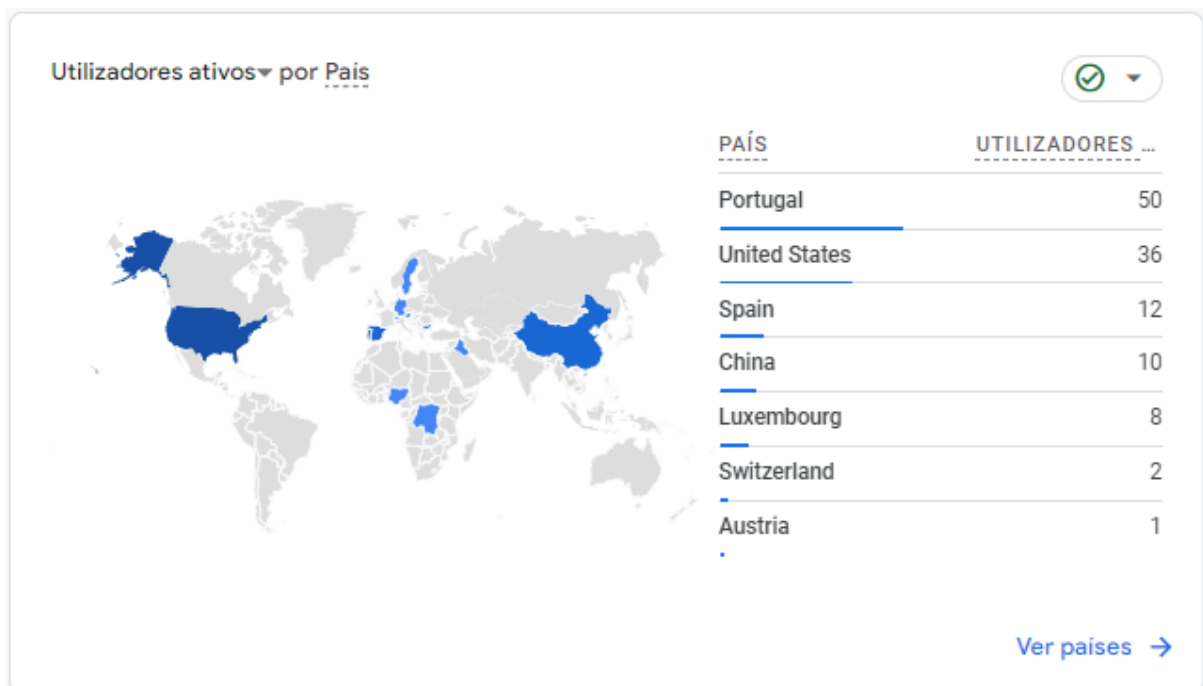 Utilizadores ativos por País
PAÍS UTILIZADORES ...
Portugal 50
United States 36
Spain 12
China 10
Luxembourg 8
Switzerland 2
Austria 1
Ver países